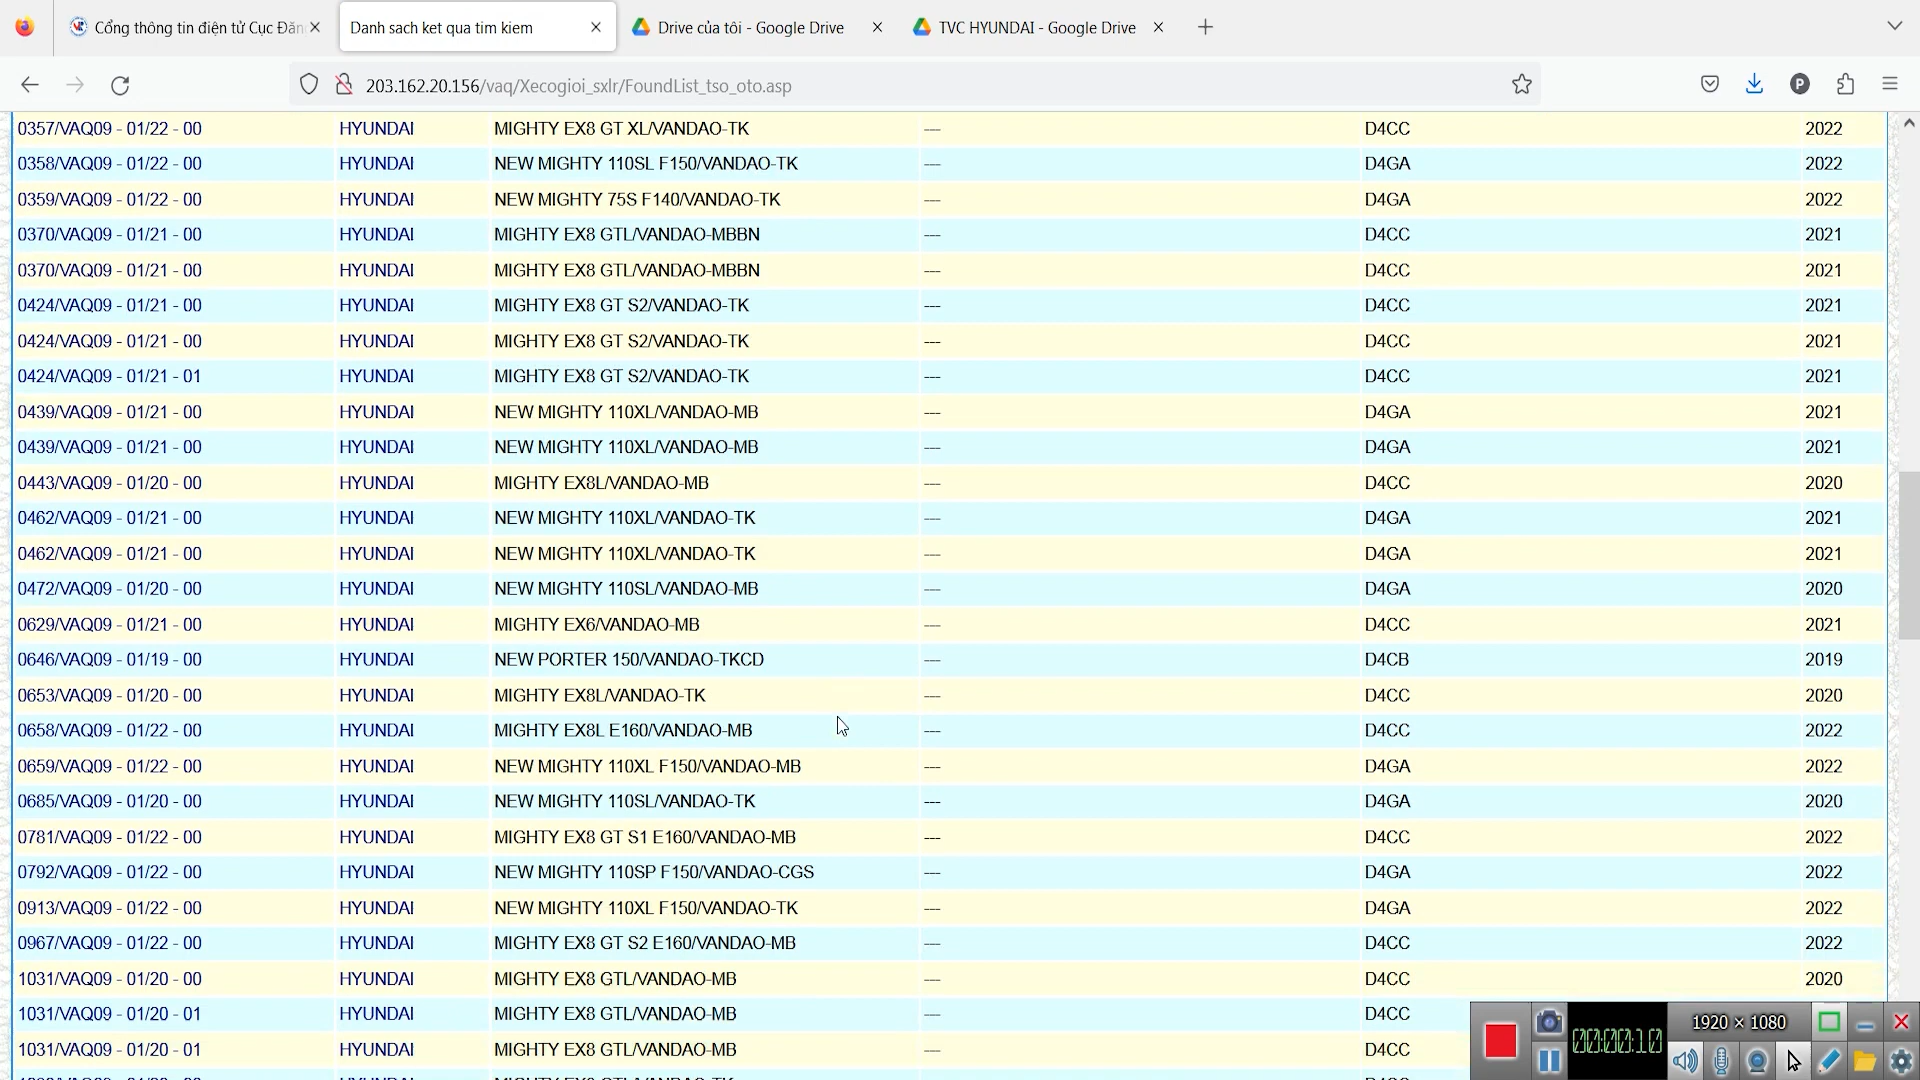 Cổng thông tin điện tử Cục Đăn
Danh sach ket qua tim kiem
Drive của tôi - Google Drive
TVC HYUNDAI - Google Drive
203.162.20.156/vaq/Xecogioi_sxlr/FoundList_tso_oto.asp
P
0357/VAQ09 - 01/22 - 00 HYUNDAI MIGHTY EX8 GT XL/VANDAO-TK --- D4CC 2022
0358/VAQ09 - 01/22 - 00 HYUNDAI NEW MIGHTY 110SL F150/VANDAO-TK --- D4GA 2022
0359/VAQ09 - 01/22 - 00 HYUNDAI NEW MIGHTY 75S F140/VANDAO-TK --- D4GA 2022
0370/VAQ09 - 01/21 - 00 HYUNDAI MIGHTY EX8 GTL/VANDAO-MBBN --- D4CC 2021
0370/VAQ09 - 01/21 - 00 HYUNDAI MIGHTY EX8 GTL/VANDAO-MBBN --- D4CC 2021
0424/VAQ09 - 01/21 - 00 HYUNDAI MIGHTY EX8 GT S2/VANDAO-TK --- D4CC 2021
0424/VAQ09 - 01/21 - 00 HYUNDAI MIGHTY EX8 GT S2/VANDAO-TK --- D4CC 2021
0424/VAQ09 - 01/21 - 01 HYUNDAI MIGHTY EX8 GT S2/VANDAO-TK --- D4CC 2021
0439/VAQ09 - 01/21 - 00 HYUNDAI NEW MIGHTY 110XL/VANDAO-MB --- D4GA 2021
0439/VAQ09 - 01/21 - 00 HYUNDAI NEW MIGHTY 110XL/VANDAO-MB --- D4GA 2021
0443/VAQ09 - 01/20 - 00 HYUNDAI MIGHTY EX8L/VANDAO-MB --- D4CC 2020
0462/VAQ09 - 01/21 - 00 HYUNDAI NEW MIGHTY 110XL/VANDAO-TK --- D4GA 2021
0462/VAQ09 - 01/21 - 00 HYUNDAI NEW MIGHTY 110XL/VANDAO-TK --- D4GA 2021
0472/VAQ09 - 01/20 - 00 HYUNDAI NEW MIGHTY 110SL/VANDAO-MB --- D4GA 2020
0629/VAQ09 - 01/21 - 00 HYUNDAI MIGHTY EX6/VANDAO-MB --- D4CC 2021
0646/VAQ09 - 01/19 - 00 HYUNDAI NEW PORTER 150/VANDAO-TKCD --- D4CB 2019
0653/VAQ09 - 01/20 - 00 HYUNDAI MIGHTY EX8L/VANDAO-TK --- D4CC 2020
0658/VAQ09 - 01/22 - 00 HYUNDAI MIGHTY EX8L E160/VANDAO-MB --- D4CC 2022
0659/VAQ09 - 01/22 - 00 HYUNDAI NEW MIGHTY 110XL F150/VANDAO-MB --- D4GA 2022
0685/VAQ09 - 01/20 - 00 HYUNDAI NEW MIGHTY 110SL/VANDAO-TK --- D4GA 2020
0781/VAQ09 - 01/22 - 00 HYUNDAI MIGHTY EX8 GT S1 E160/VANDAO-MB --- D4CC 2022
0792/VAQ09 - 01/22 - 00 HYUNDAI NEW MIGHTY 110SP F150/VANDAO-CGS --- D4GA 2022
0913/VAQ09 - 01/22 - 00 HYUNDAI NEW MIGHTY 110XL F150/VANDAO-TK --- D4GA 2022
0967/VAQ09 - 01/22 - 00 HYUNDAI MIGHTY EX8 GT S2 E160/VANDAO-MB --- D4CC 2022
1031/VAQ09 - 01/20 - 00 HYUNDAI MIGHTY EX8 GTL/VANDAO-MB --- D4CC 2020
1031/VAQ09 - 01/20 - 01 HYUNDAI MIGHTY EX8 GTL/VANDAO-MB --- D4CC
1031/VAQ09 - 01/20 - 01 HYUNDAI MIGHTY EX8 GTL/VANDAO-MB --- D4CC
1920 × 1080
00:00:10